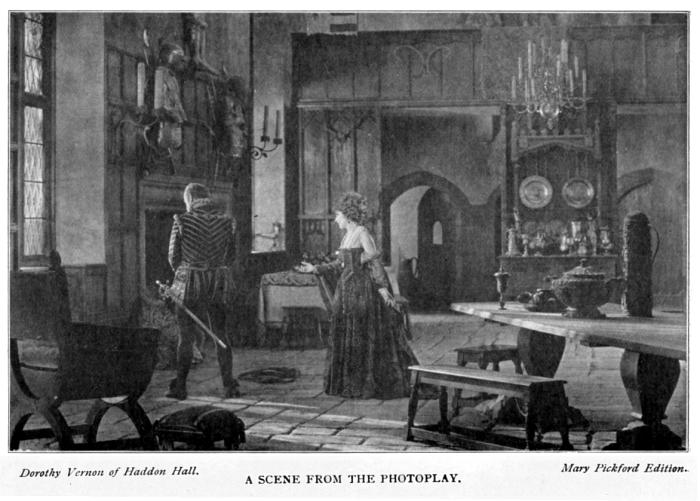 Dorothy Vernon of Haddon Hall. Mary Pickford Edition.
A SCENE FROM THE PHOTOPLAY.